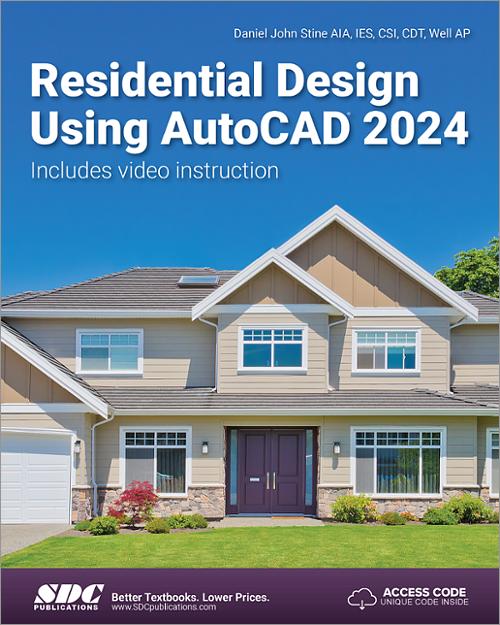 Daniel John Stine AIA, IES, CSI, CDT, Well AP
Residential Design
Using AutoCAD® 2024
Includes video instruction
SDC
PUBLICATIONS
Better Textbooks. Lower Prices.
www.SDCpublications.com
ACCESS CODE
UNIQUE CODE INSIDE